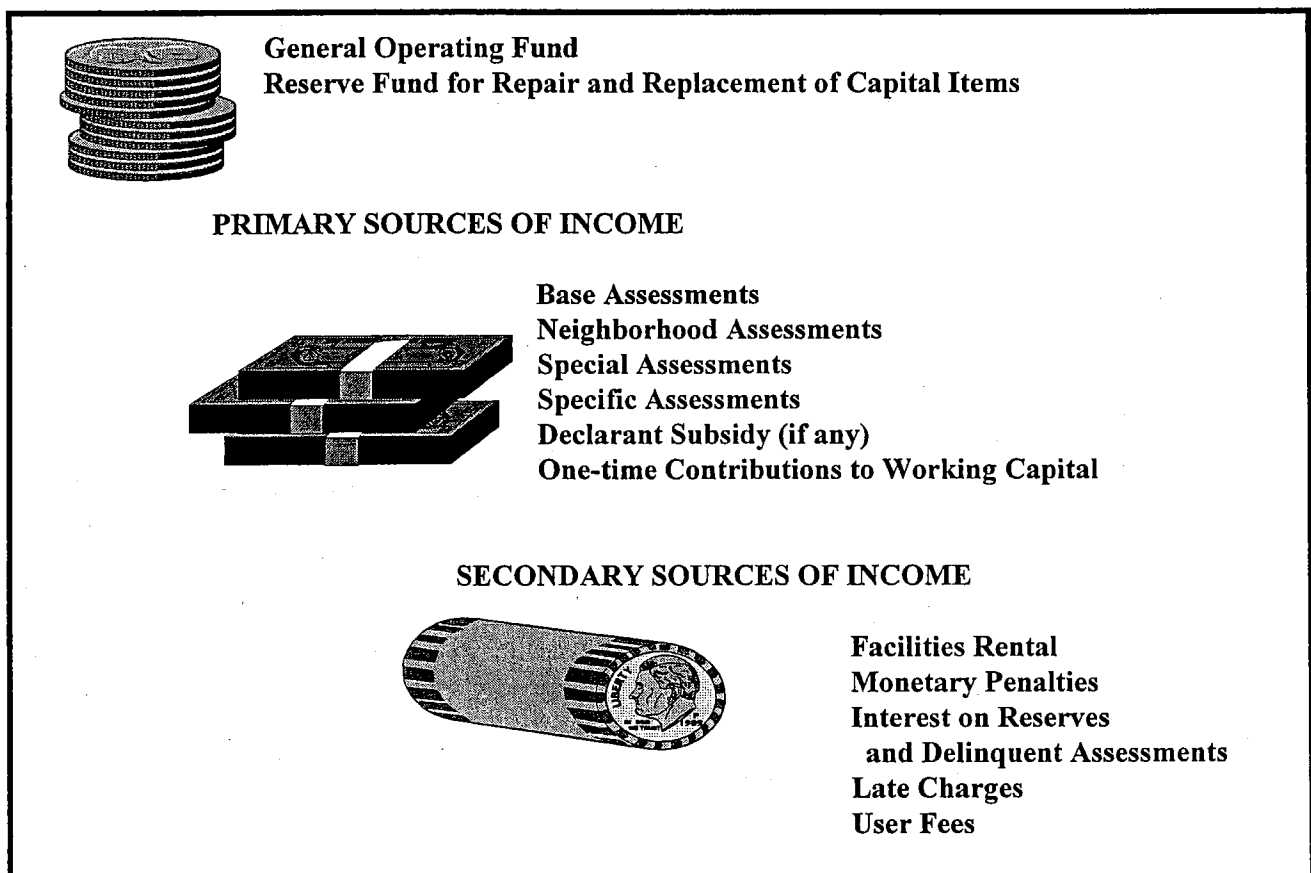 General Operating Fund
Reserve Fund for Repair and Replacement of Capital Items
PRIMARY SOURCES OF INCOME
Base Assessments
Neighborhood Assessments
Special Assessments
Specific Assessments
Declarant Subsidy (if any)
One-time Contributions to Working Capital
SECONDARY SOURCES OF INCOME
LIBERTY
Facilities Rental
Monetary Penalties
Interest on Reserves
and Delinquent Assessments
Late Charges
User Fees